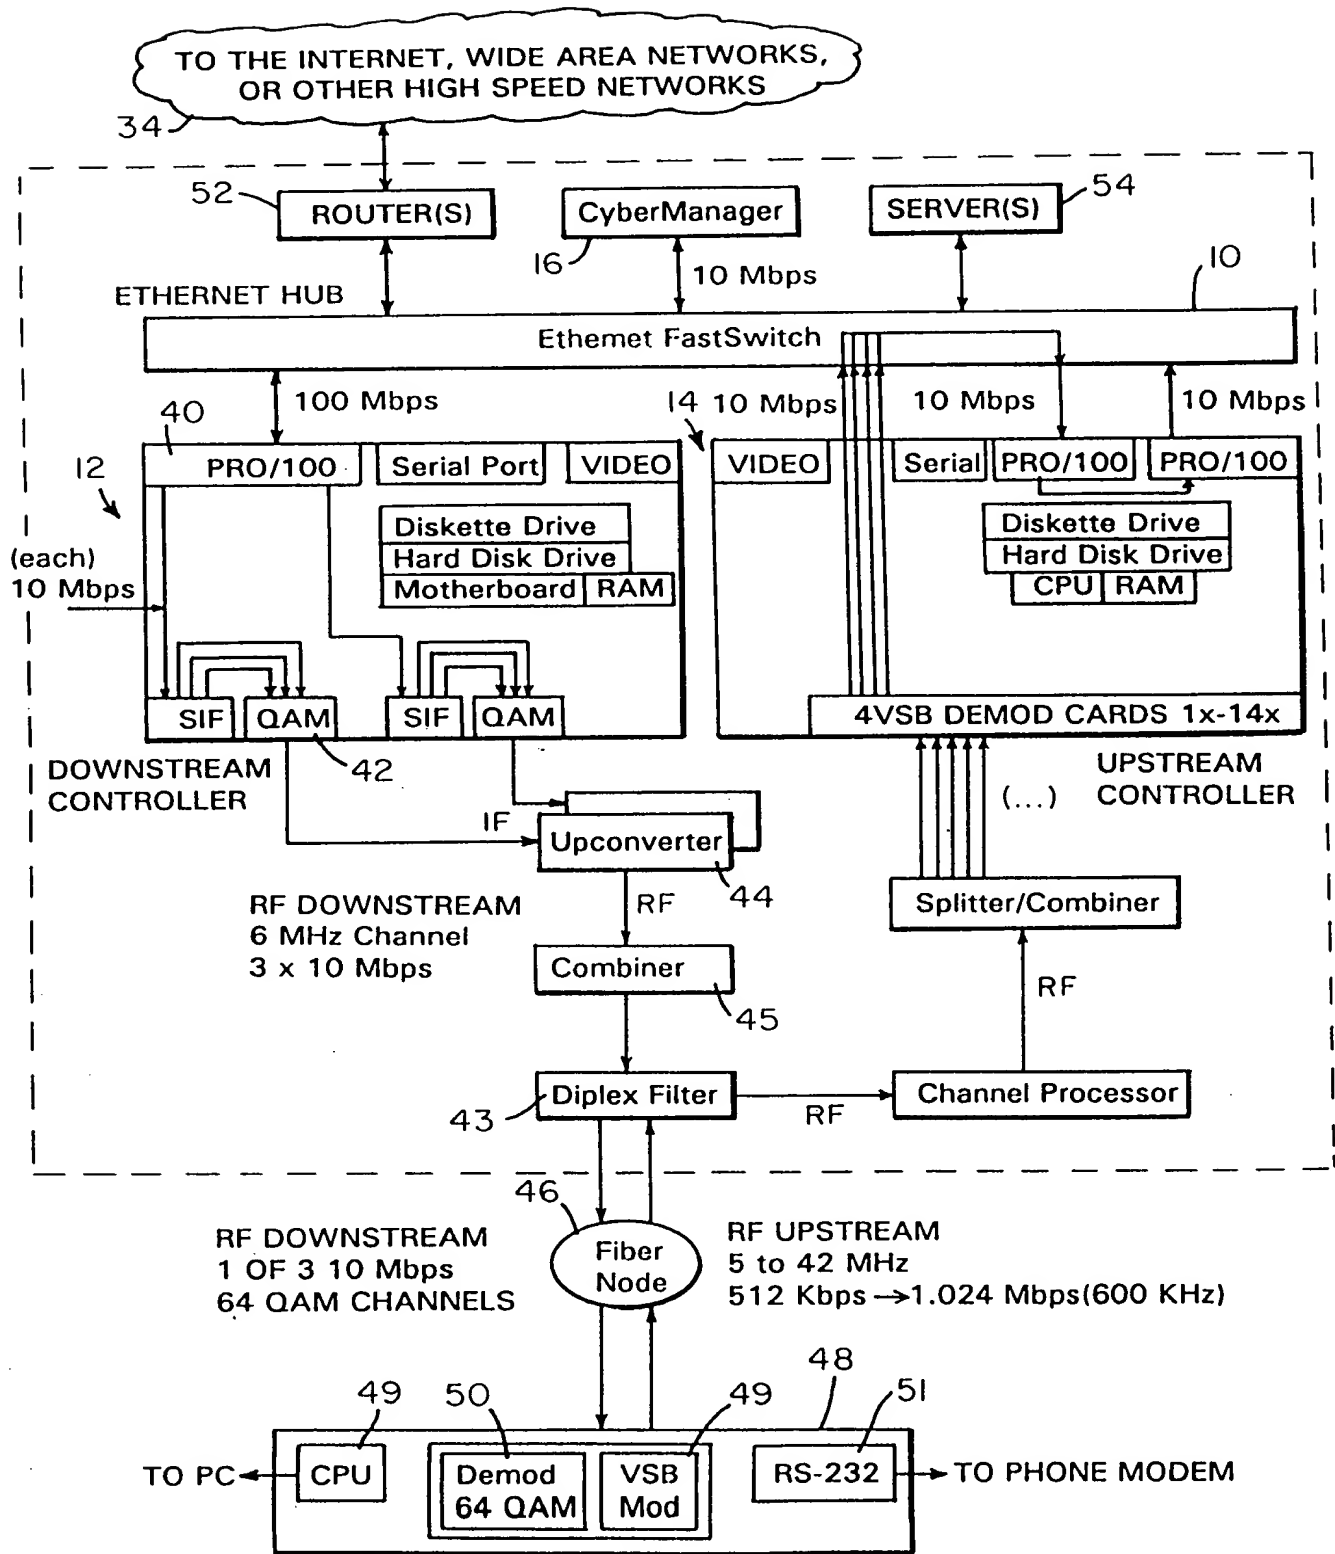 TO THE INTERNET, WIDE AREA NETWORKS,
OR OTHER HIGH SPEED NETWORKS
34
52
ROUTER(S)
CyberManager
16
SERVER(S)
54
10 Mbps
10
ETHERNET HUB
Ethemet FastSwitch
100 Mbps
40
14
10 Mbps
10 Mbps
10 Mbps
12
PRO/100
Serial Port
VIDEO
VIDEO
Serial
PRO/100
PRO/100
Diskette Drive
Hard Disk Drive
Motherboard
RAM
Diskette Drive
Hard Disk Drive
CPU
RAM
(each)
10 Mbps
SIF
QAM
SIF
QAM
4VSB DEMOD CARDS 1x-14x
42
DOWNSTREAM
CONTROLLER
UPSTREAM
CONTROLLER
(...)
IF
Upconverter
44
RF DOWNSTREAM
6 MHz Channel
3 x 10 Mbps
RF
Splitter/Combiner
Combiner
45
RF
Diplex Filter
43
RF
Channel Processor
46
RF DOWNSTREAM
1 OF 3 10 Mbps
64 QAM CHANNELS
Fiber
Node
RF UPSTREAM
5 to 42 MHz
512 Kbps →1.024 Mbps(600 KHz)
48
49
50
49
51
TO PC
CPU
Demod
64 QAM
VSB
Mod
RS-232
TO PHONE MODEM